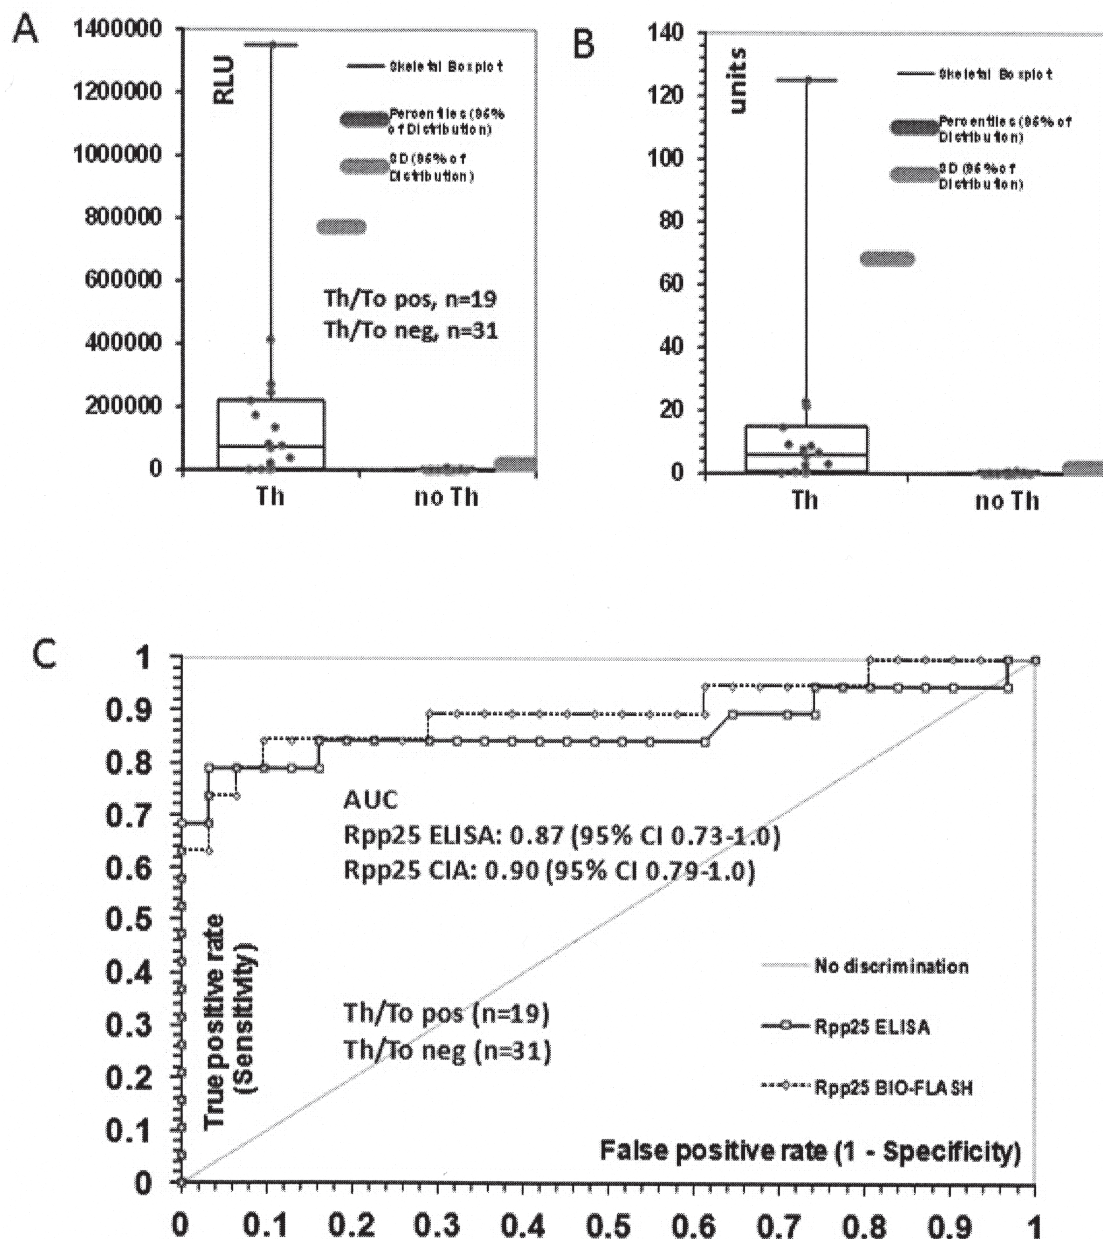 A
1400000
1200000
1000000
800000
600000
400000
200000
0
RLU
Skeletal Boxplot
Percentiles (95%
of Distribution)
SD (95% of
Distribution)
Th/To pos, n=19
Th/To neg, n=31
Th
no Th
B
140
120
100
80
60
40
20
0
units
Skeletal Boxplot
Percentiles (95% of
Distribution)
SD (95% of
Distribution)
Th
no Th
C
1
0.9
0.8
0.7
0.6
0.5
0.4
0.3
0.2
0.1
0
True positive rate
(Sensitivity)
AUC
Rpp25 ELISA: 0.87 (95% CI 0.73-1.0)
Rpp25 CIA: 0.90 (95% CI 0.79-1.0)
Th/To pos (n=19)
Th/To neg (n=31)
No discrimination
Rpp25 ELISA
Rpp25 BIO-FLASH
False positive rate (1 - Specificity)
0 0.1 0.2 0.3 0.4 0.5 0.6 0.7 0.8 0.9 1